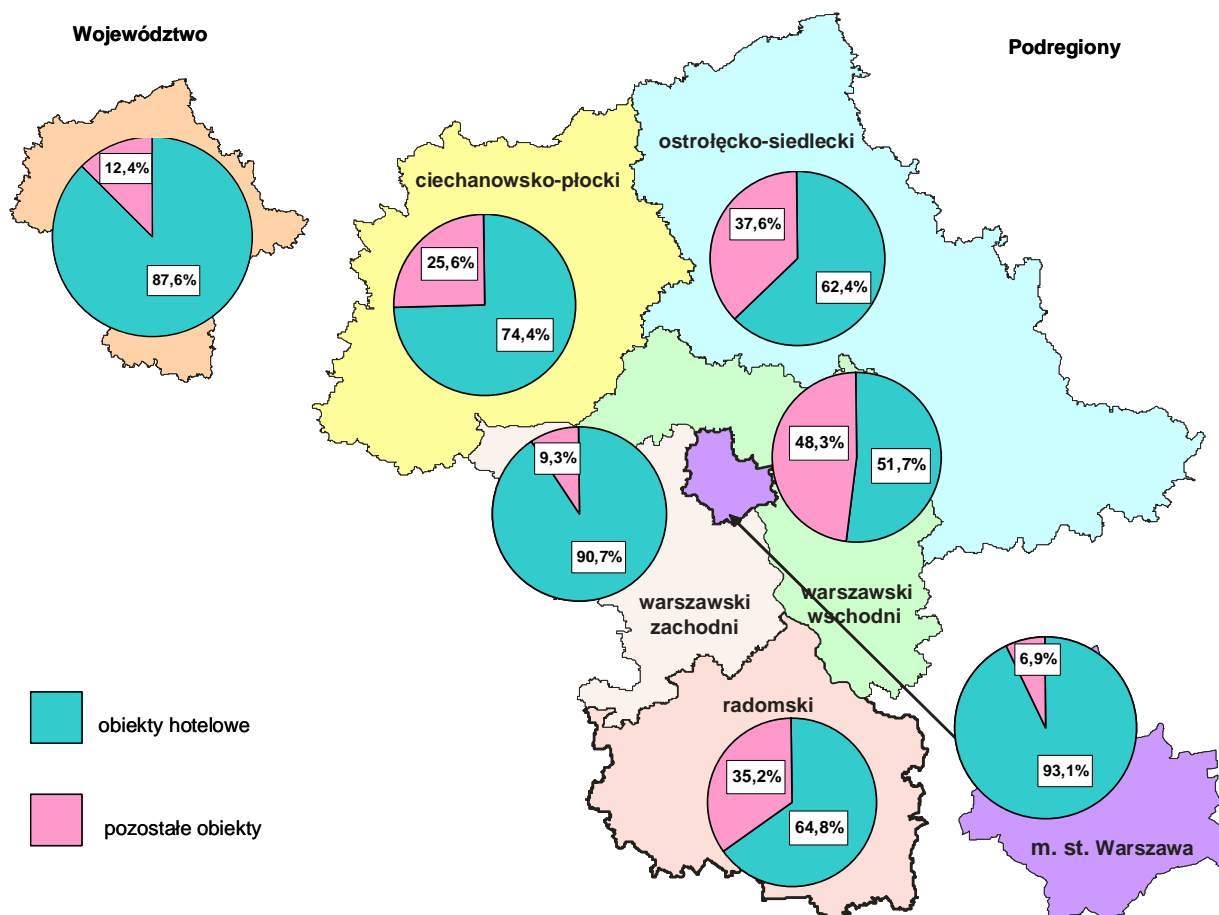 Województwo
Podregiony
12,4%
87,6%
ciechanowsko-płocki
25,6%
74,4%
ostrołęcko-siedlecki
37,6%
62,4%
9,3%
90,7%
48,3%
51,7%
warszawski
zachodni
warszawski
wschodni
radomski
35,2%
64,8%
6,9%
93,1%
m. st. Warszawa
obiekty hotelowe
pozostałe obiekty